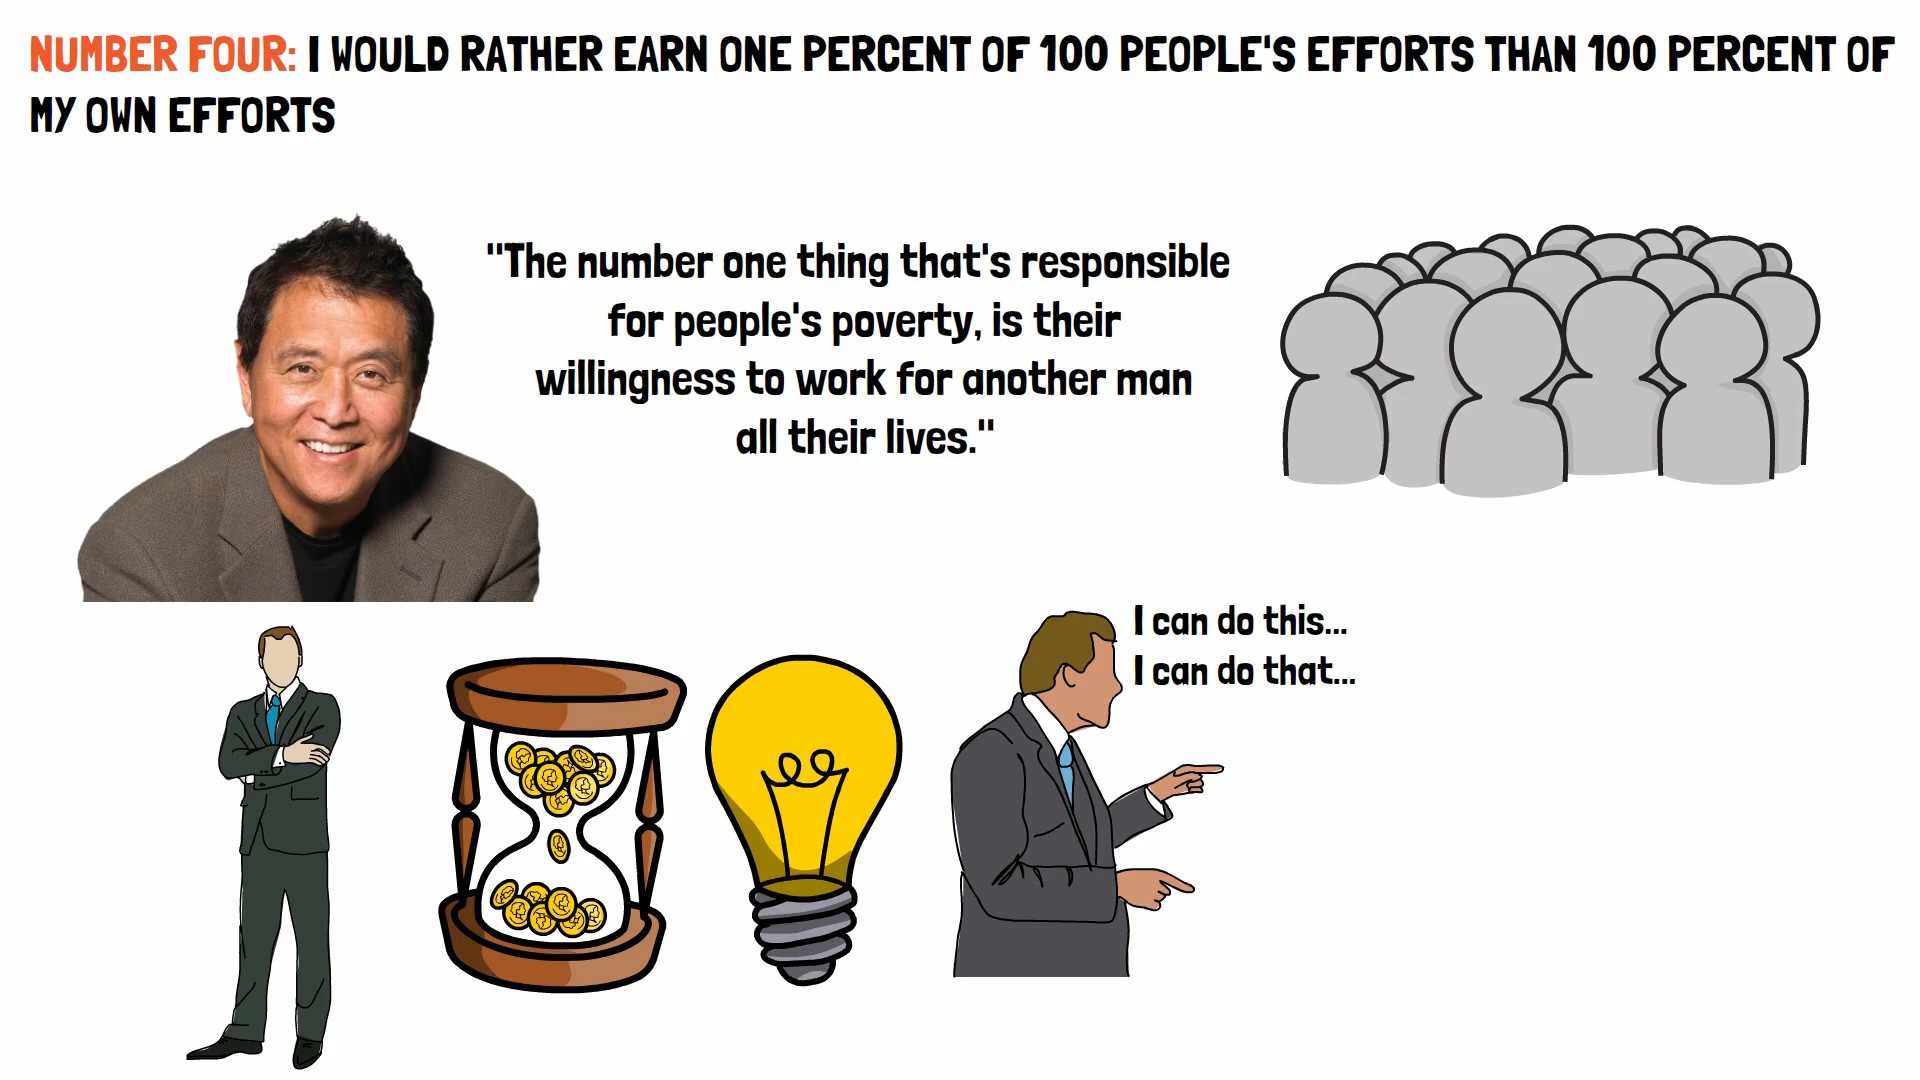 NUMBER FOUR: I WOULD RATHER EARN ONE PERCENT OF 100 PEOPLE'S EFFORTS THAN 100 PERCENT OF
MY OWN EFFORTS
"The number one thing that's responsible
for people's poverty, is their
willingness to work for another man
all their lives."
I can do this...
I can do that...